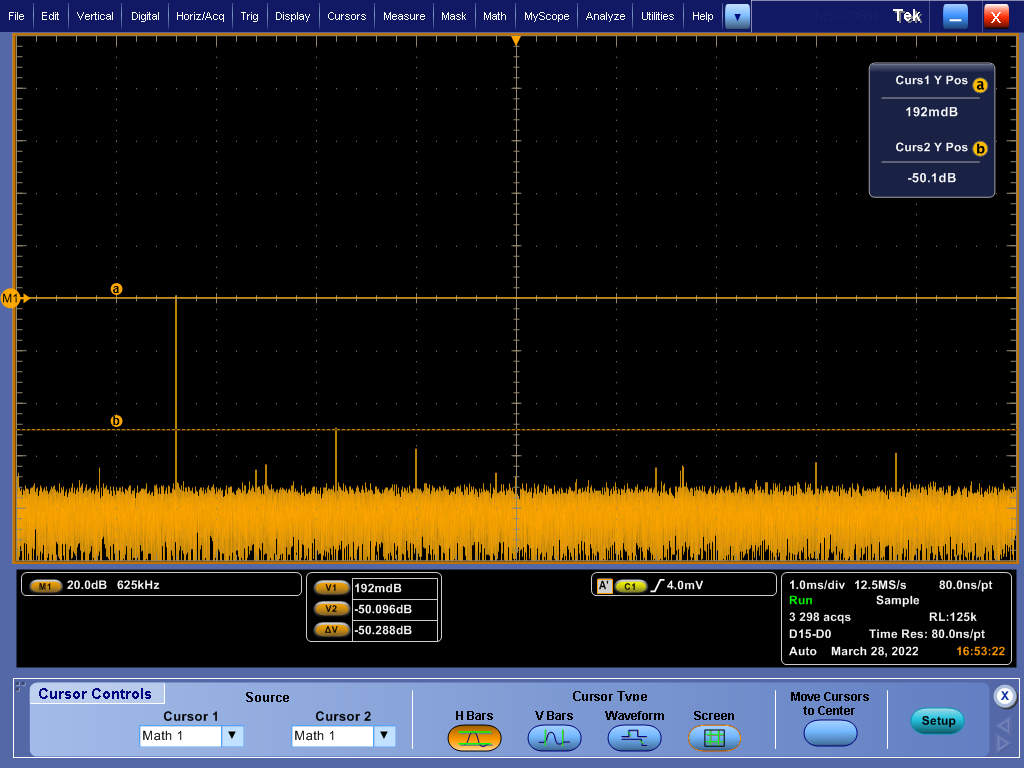 File Edit Vertical Digital Horiz/Acq Trig Display Cursors Measure Mask Math MyScope Analyze Utilities Help Tek X
Curs1 Y Pos a
192mdB
Curs2 Y Pos b
-50.1dB
a
M1
b
M1 20.0dB 625kHz
V1 192mdB
V2 -50.096dB
ΔV -50.288dB
A' C1 4.0mV
1.0ms/div 12.5MS/s 80.0ns/pt
Run Sample
3 298 acqs RL:125k
D15-D0 Time Res: 80.0ns/pt
Auto March 28, 2022 16:53:22
Cursor Controls
Source
Cursor 1 Cursor 2
Math 1 Math 1
Cursor Type
H Bars V Bars Waveform Screen
Move Cursors
to Center
Setup
X